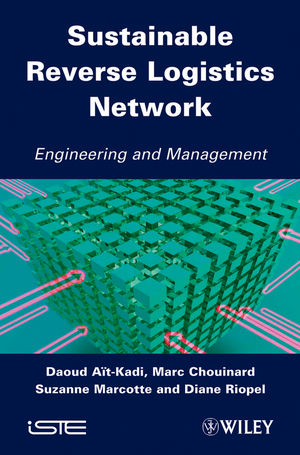 Sustainable
Reverse Logistics
Network
Engineering and Management
Daoud Aït-Kadi, Marc Chouinard
Suzanne Marcotte and Diane Riopel
iSTE
WILEY